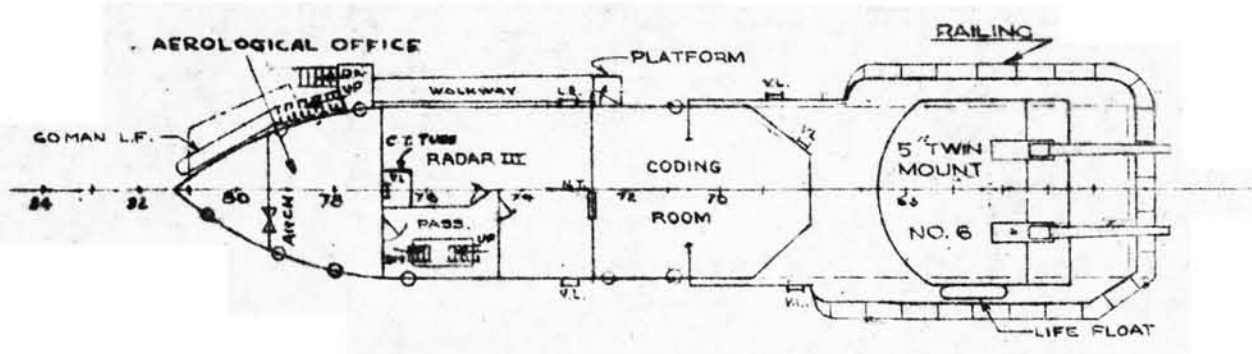 RAILING
AEROLOGICAL OFFICE
PLATFORM
DN
UP
WALKWAY
V.L.
60 MAN L.F.
C.T. TUBE
RADAR III
5" TWIN
MOUNT
CODING
84
82
80
78
76
74
72
70
68
ROOM
PASS.
UP
NO. 6
V.L.
V.L.
LIFE FLOAT